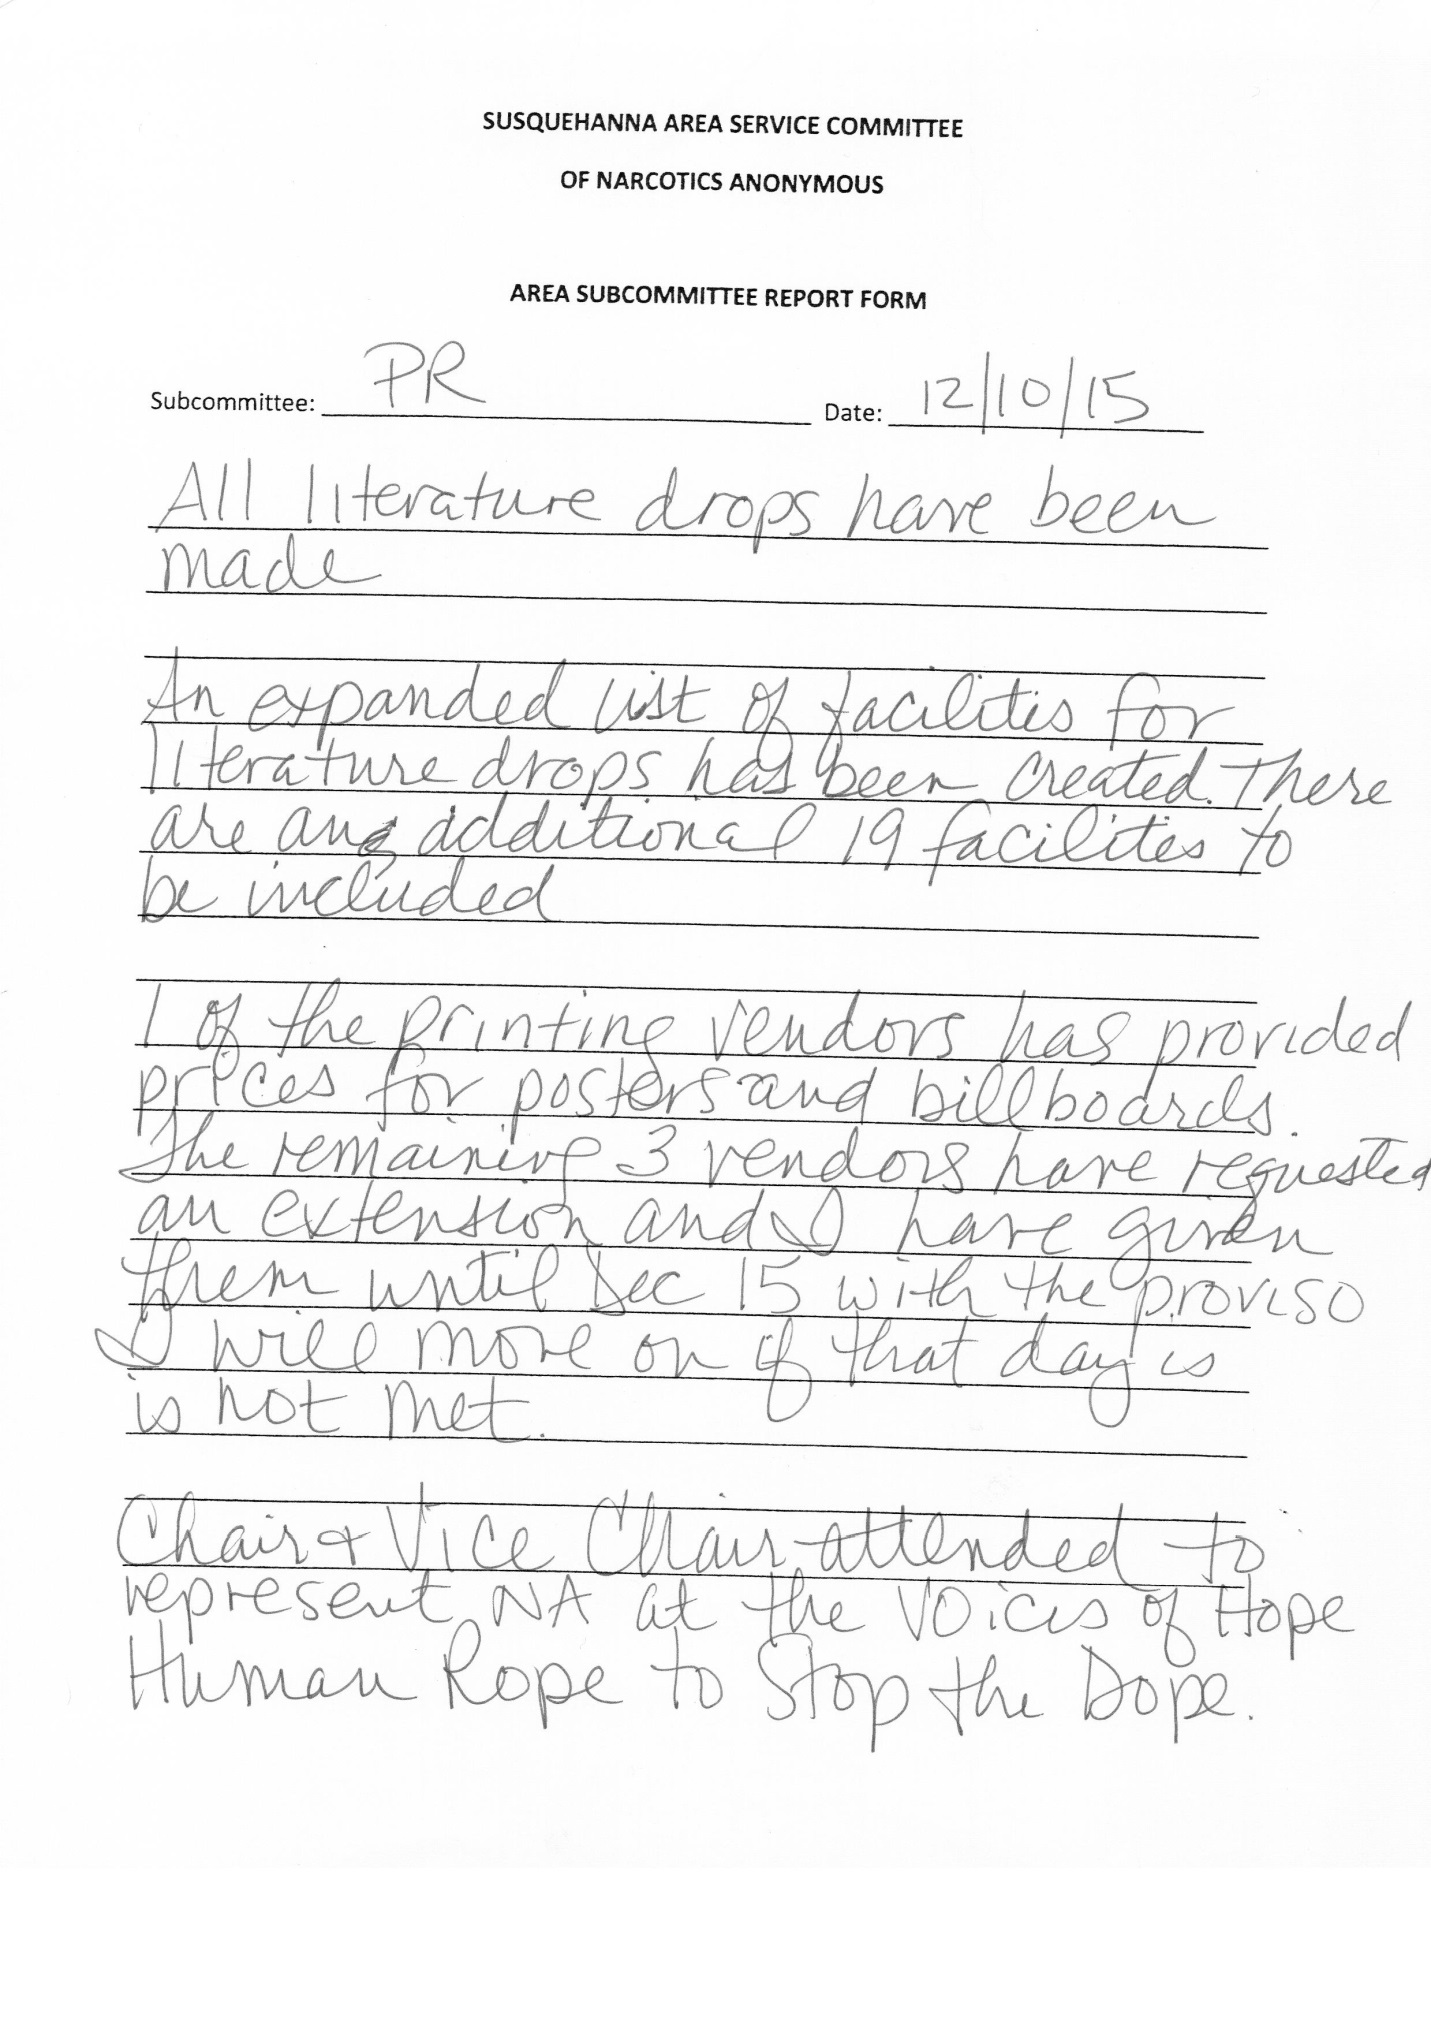 SUSQUEHANNA AREA SERVICE COMMITTEE
OF NARCOTICS ANONYMOUS
AREA SUBCOMMITTEE REPORT FORM
Subcommittee: PR Date: 12/10/15
All literature drops have been
made
An expanded list of facilities for
literature drops has been created. There
are an additional 19 facilities to
be included
1 of the printing vendors has provided
prices for posters and billboards.
The remaining 3 vendors have requested
an extension and I have given
them until Dec 15 with the proviso
I will move on if that day is
is not met.
Chair + Vice Chair attended to
represent NA at the Voices of Hope
Human Rope to Stop the Dope.